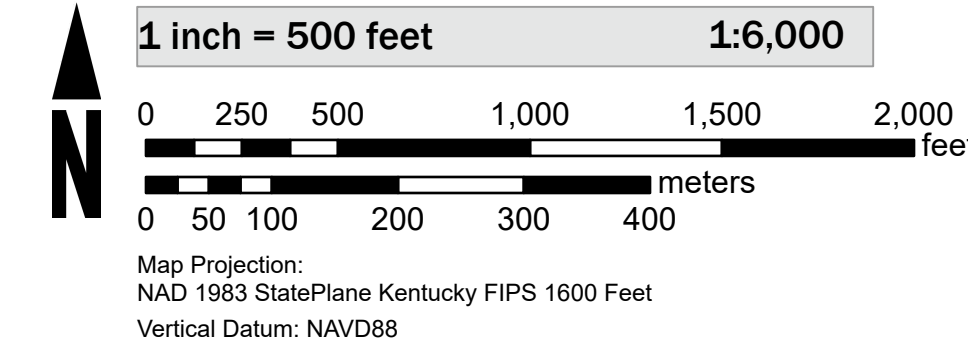 1 inch = 500 feet 1:6,000
0 250 500 1,000 1,500 2,000
feet
meters
0 50 100 200 300 400
N
Map Projection:
NAD 1983 StatePlane Kentucky FIPS 1600 Feet
Vertical Datum: NAVD88